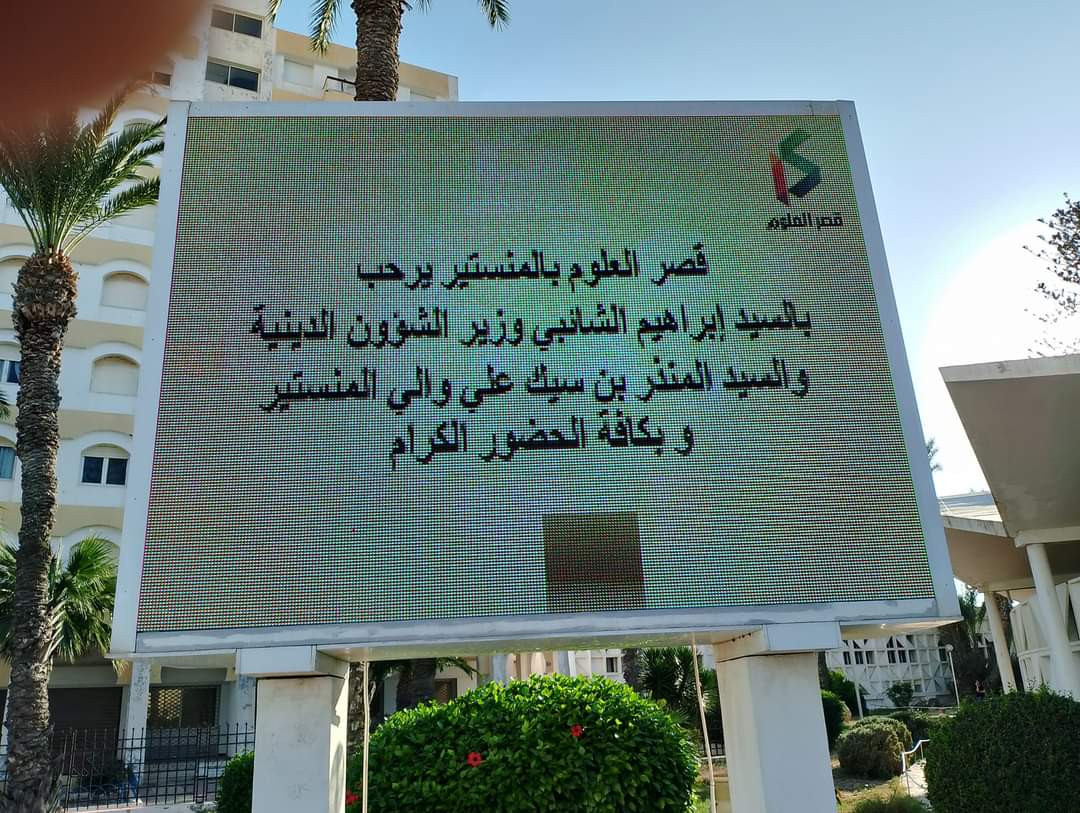 قصر العلوم
قصر العلوم بالمنستير يرحب
بالسيد إبراهيم الشائبي وزير الشؤون الدينية
والسيد المنذر بن سيك علي والي المنستير
و بكافة الحضور الكرام